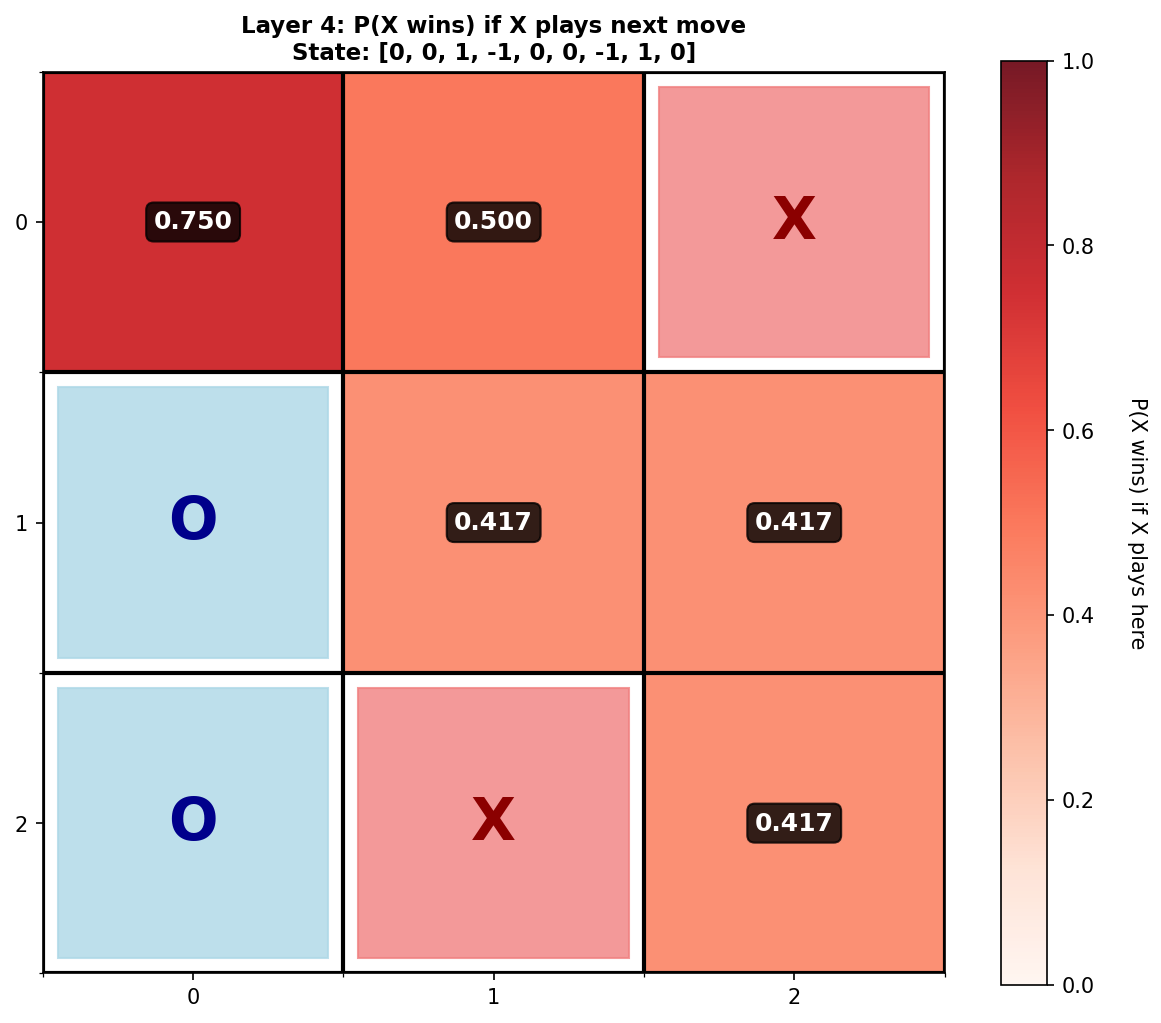 Layer 4: P(X wins) if X plays next move
State: [0, 0, 1, -1, 0, 0, -1, 1, 0]
0 0.750 0.500 X
1 O 0.417 0.417
2 O X 0.417
0 1 2
1.0
0.8
0.6
0.4
0.2
0.0
P(X wins) if X plays here